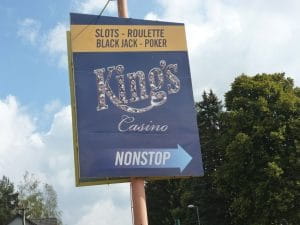 SLOTS - ROULETTE
BLACK JACK - POKER
King's
Casino
NONSTOP